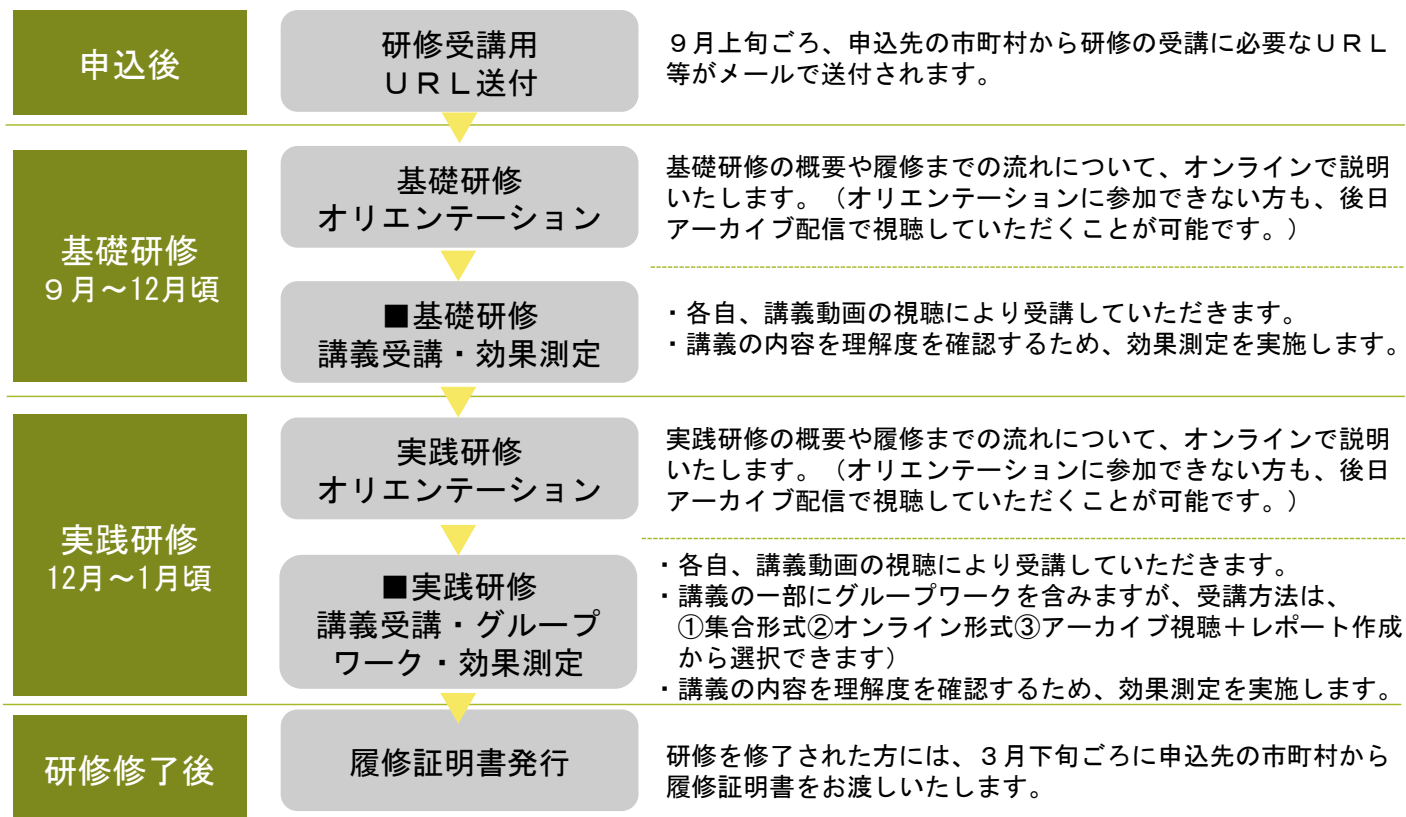 申込後
研修受講用
ＵＲＬ送付
９月上旬ごろ、申込先の市町村から研修の受講に必要なＵＲＬ
等がメールで送付されます。
基礎研修
９月～12月頃
基礎研修
オリエンテーション
基礎研修の概要や履修までの流れについて、オンラインで説明
いたします。（オリエンテーションに参加できない方も、後日
アーカイブ配信で視聴していただくことが可能です。）
■基礎研修
講義受講・効果測定
・各自、講義動画の視聴により受講していただきます。
・講義の内容を理解度を確認するため、効果測定を実施します。
実践研修
12月～1月頃
実践研修
オリエンテーション
実践研修の概要や履修までの流れについて、オンラインで説明
いたします。（オリエンテーションに参加できない方も、後日
アーカイブ配信で視聴していただくことが可能です。）
■実践研修
講義受講・グループ
ワーク・効果測定
・各自、講義動画の視聴により受講していただきます。
・講義の一部にグループワークを含みますが、受講方法は、
①集合形式②オンライン形式③アーカイブ視聴＋レポート作成
から選択できます）
・講義の内容を理解度を確認するため、効果測定を実施します。
研修修了後
履修証明書発行
研修を修了された方には、３月下旬ごろに申込先の市町村から
履修証明書をお渡しいたします。